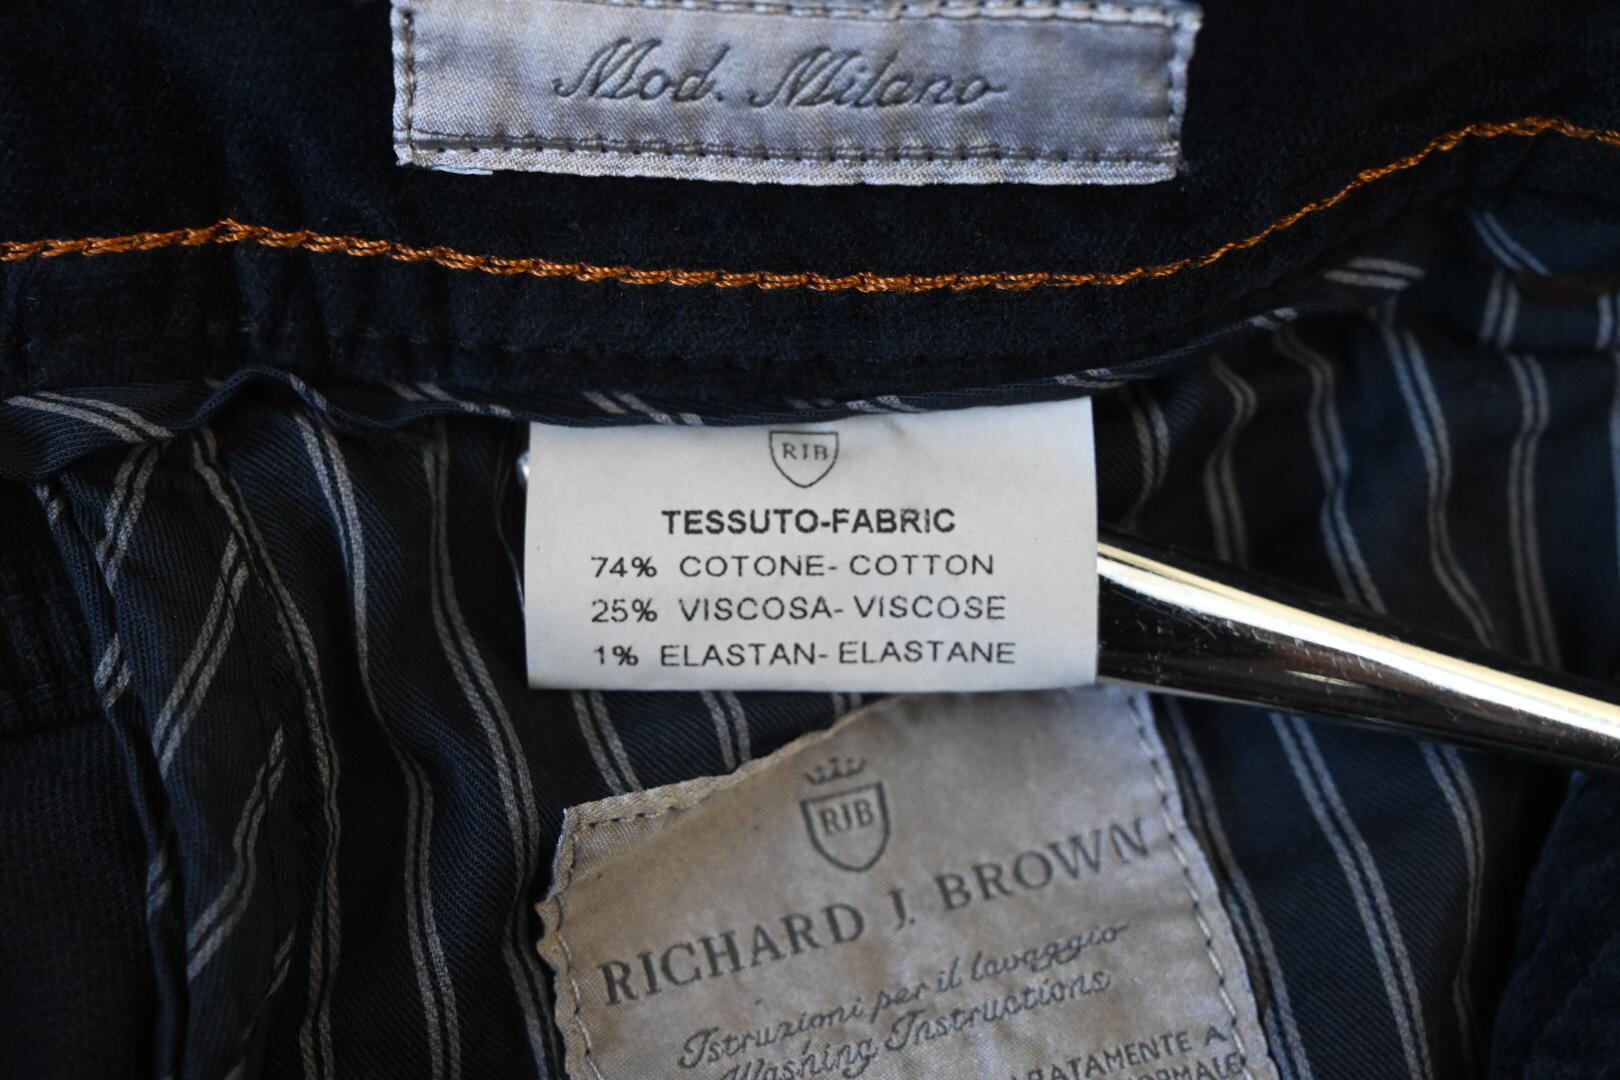 Mod. Milano
RJB
TESSUTO-FABRIC
74% COTONE- COTTON
25% VISCOSA- VISCOSE
1% ELASTAN- ELASTANE
RJB
RICHARD J. BROWN
Istruzioni per il lavaggio
Washing Instructions